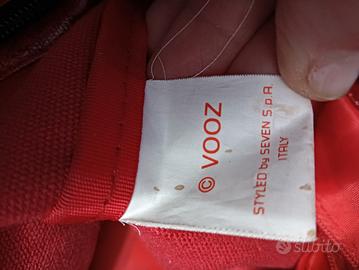 © VOOZ
STYLED by SEVEN S.p.A.
ITALY
subito